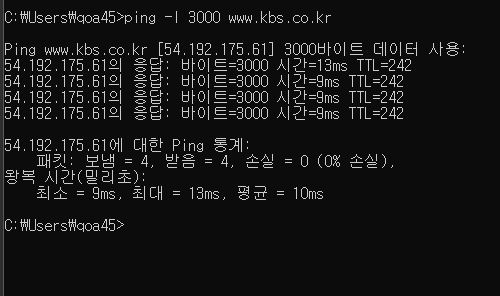 C:₩Users₩qoa45>ping -l 3000 www.kbs.co.kr
Ping www.kbs.co.kr [54.192.175.61] 3000바이트 데이터 사용:
54.192.175.61의 응답: 바이트=3000 시간=13ms TTL=242
54.192.175.61의 응답: 바이트=3000 시간=9ms TTL=242
54.192.175.61의 응답: 바이트=3000 시간=9ms TTL=242
54.192.175.61의 응답: 바이트=3000 시간=9ms TTL=242
54.192.175.61에 대한 Ping 통계:
패킷: 보냄 = 4, 받음 = 4, 손실 = 0 (0% 손실),
왕복 시간(밀리초):
최소 = 9ms, 최대 = 13ms, 평균 = 10ms
C:₩Users₩qoa45>